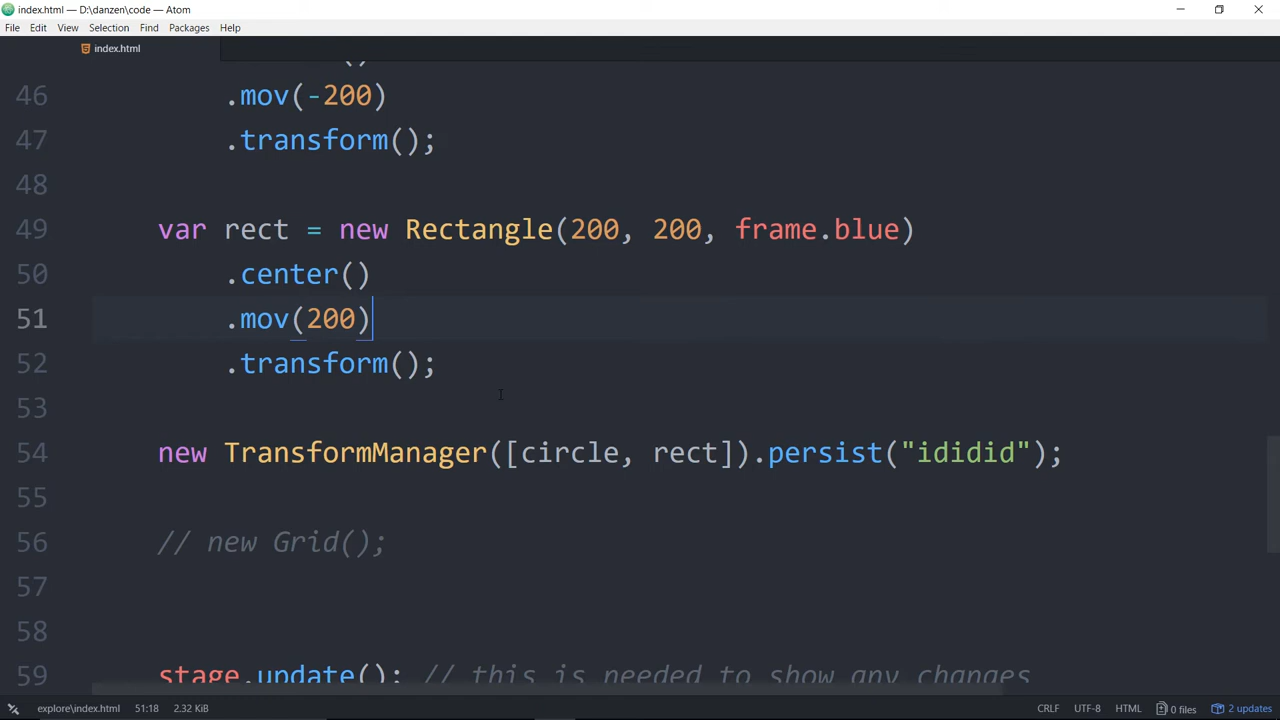 index.html — D:\danzen\code — Atom
File Edit View Selection Find Packages Help
index.html
46 .mov(-200)
47 .transform();
48
49 var rect = new Rectangle(200, 200, frame.blue)
50 .center()
51 .mov(200)
52 .transform();
53
54 new TransformManager([circle, rect]).persist("ididid");
55
56 // new Grid();
57
58
59 stage.update(); // this is needed to show any changes
explore\index.html 51:18 2.32 KiB CRLF UTF-8 HTML 0 files 2 updates